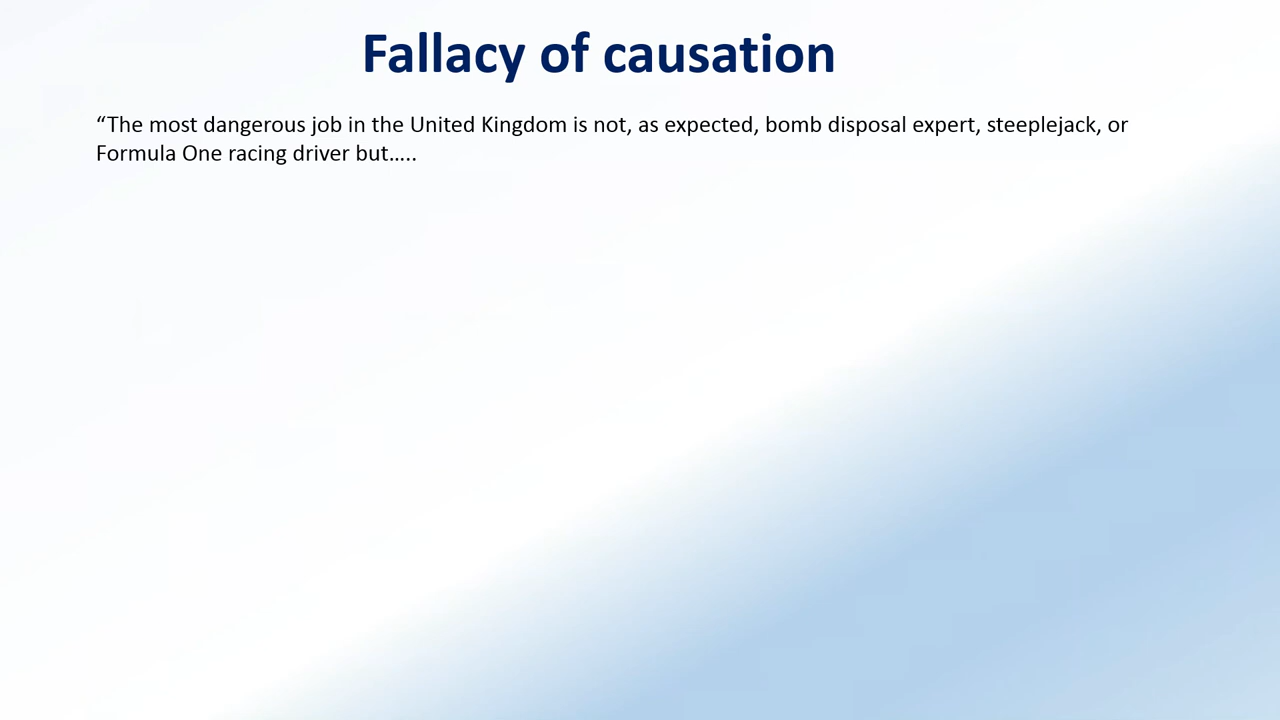 Fallacy of causation
“The most dangerous job in the United Kingdom is not, as expected, bomb disposal expert, steeplejack, or
Formula One racing driver but…..